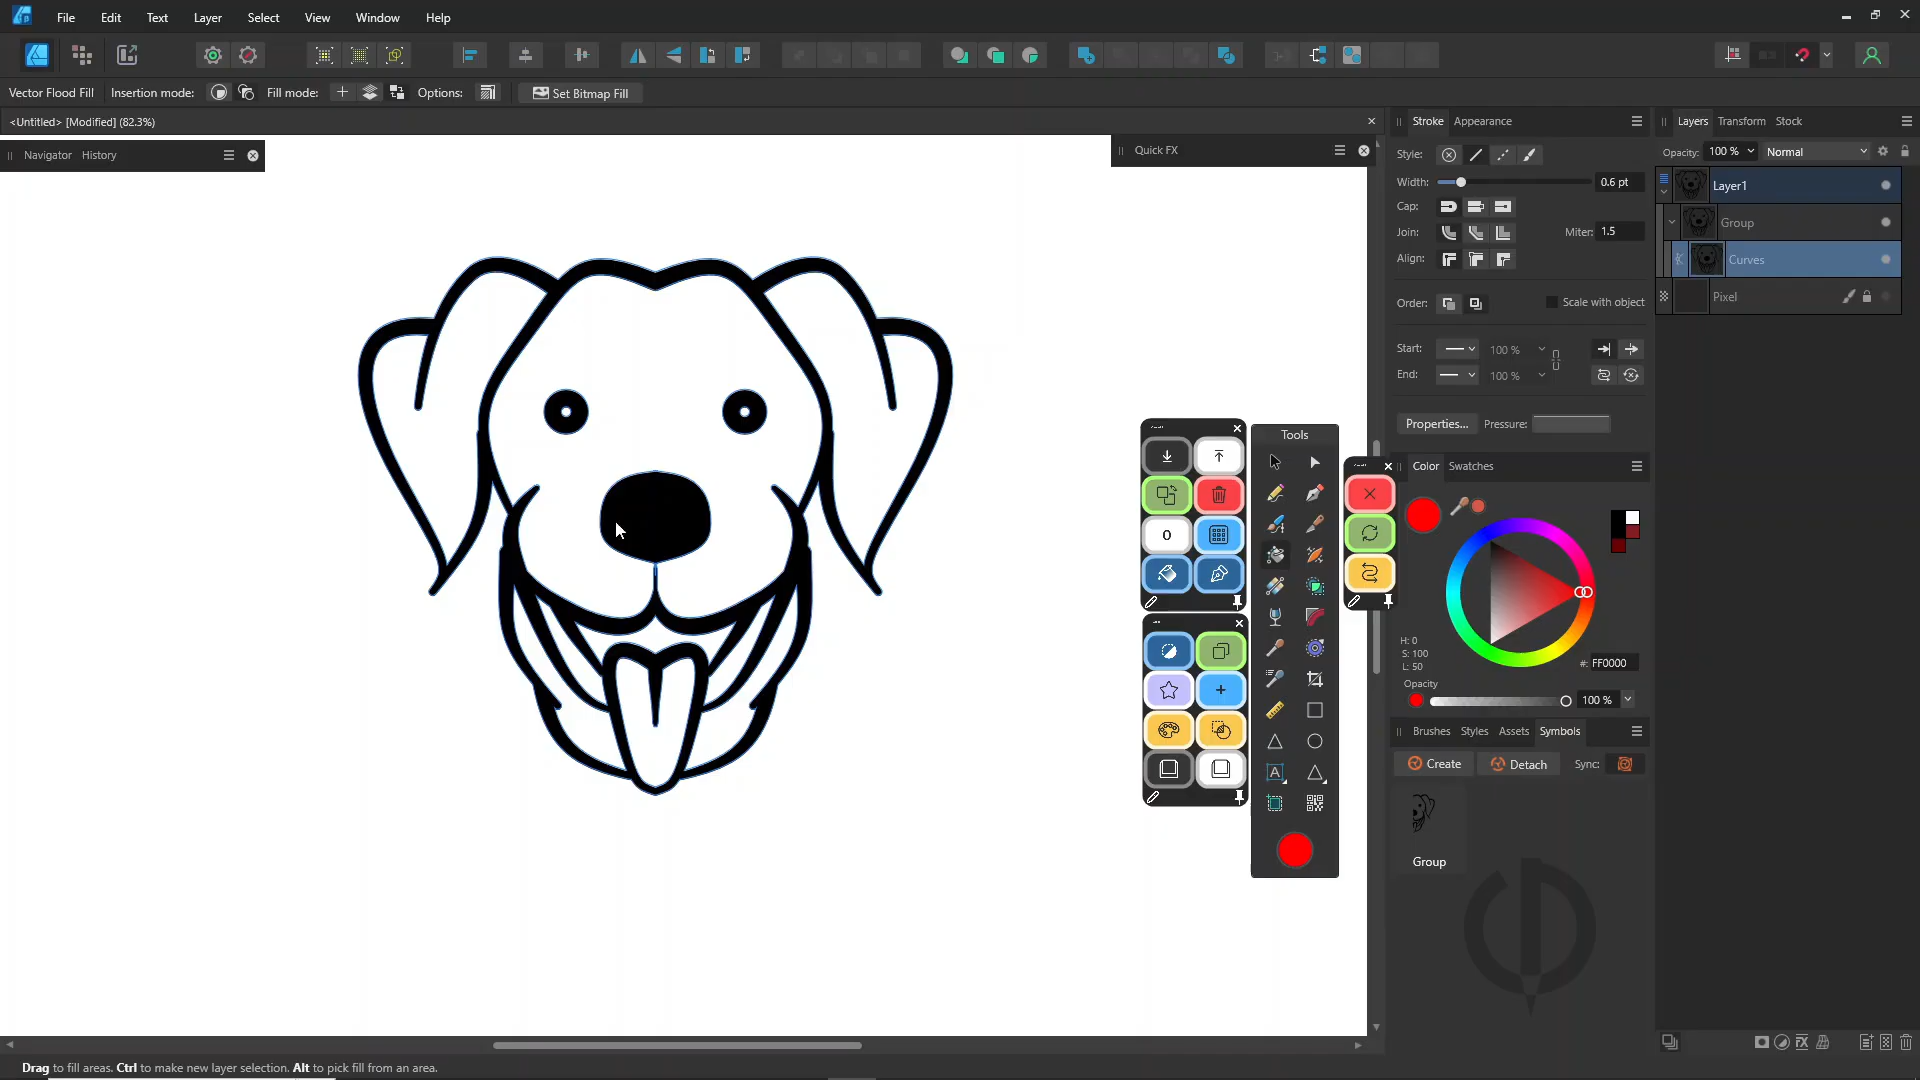 File Edit Text Layer Select View Window Help
Vector Flood Fill Insertion mode: Fill mode: Options: Set Bitmap Fill
<Untitled> [Modified] (82.3%)
Navigator History
Quick FX
Stroke Appearance
Style:
Width: 0.6 pt
Cap:
Join: Miter: 1.5
Align:
Order: Scale with object
Start: 100 %
End: 100 %
Properties... Pressure:
Layers Transform Stock
Opacity: 100 % Normal
Layer1
Group
Curves
Pixel
Tools
0
A
Color Swatches
H: 0
S: 100
L: 50
#: FF0000
Opacity
100 %
Brushes Styles Assets Symbols
Create Detach Sync:
Group
Drag to fill areas. Ctrl to make new layer selection. Alt to pick fill from an area.